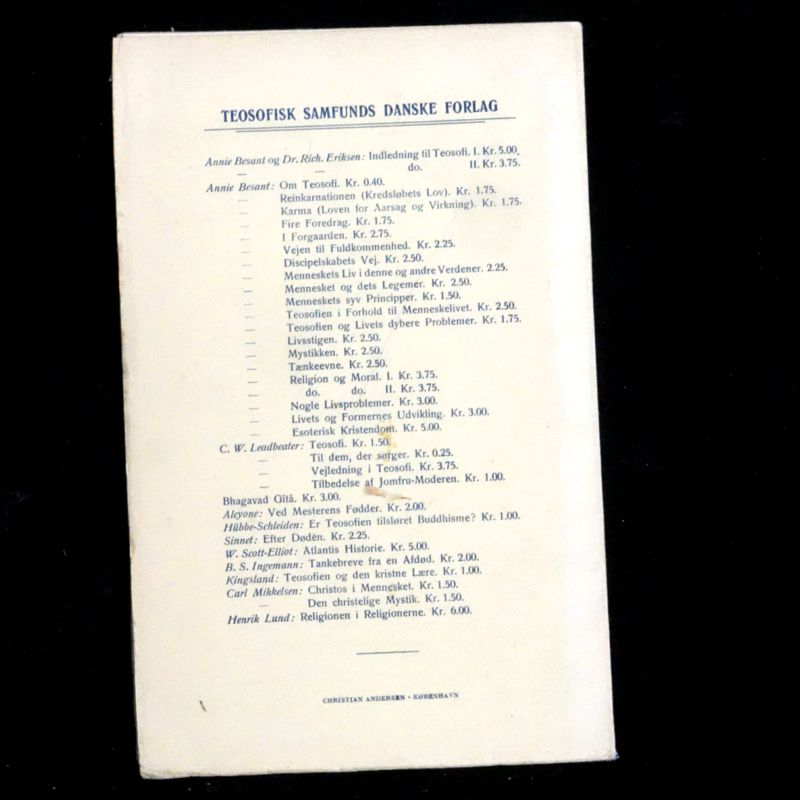 TEOSOFISK SAMFUNDS DANSKE FORLAG
Annie Besant og Dr. Rich. Eriksen: Indledning til Teosofi. I. Kr. 5.00.
— — do. II. Kr. 3.75.
Annie Besant: Om Teosofi. Kr. 0.40.
— Reinkarnationen (Kredsløbets Lov). Kr. 1.75.
— Karma (Loven for Aarsag og Virkning). Kr. 1.75.
— Fire Foredrag. Kr. 1.75.
— I Forgaarden. Kr. 2.75.
— Vejen til Fuldkommenhed. Kr. 2.25.
— Discipelskabets Vej. Kr. 2.50.
— Menneskets Liv i denne og andre Verdener. 2.25.
— Mennesket og dets Legemer. Kr. 2.50.
— Menneskets syv Principper. Kr. 1.50.
— Teosofien i Forhold til Menneskelivet. Kr. 2.50.
— Teosofien og Livets dybere Problemer. Kr. 1.75.
— Livsstigen. Kr. 2.50.
— Mystikken. Kr. 2.50.
— Tænkeevne. Kr. 2.50.
— Religion og Moral. I. Kr. 3.75.
— do. do. II. Kr. 3.75.
— Nogle Livsproblemer. Kr. 3.00.
— Livets og Formernes Udvikling. Kr. 3.00.
— Esoterisk Kristendom. Kr. 5.00.
C. W. Leadbeater: Teosofi. Kr. 1.50.
— Til dem, der sørger. Kr. 0.25.
— Vejledning i Teosofi. Kr. 3.75.
— Tilbedelse af Jomfru-Moderen. Kr. 1.00.
Bhagavad Gitâ. Kr. 3.00.
Alcyone: Ved Mesterens Fødder. Kr. 2.00.
Hübbe-Schleiden: Er Teosofien tilsløret Buddhisme? Kr. 1.00.
Sinnet: Efter Døden. Kr. 2.25.
W. Scott-Elliot: Atlantis Historie. Kr. 5.00.
B. S. Ingemann: Tankebreve fra en Afdød. Kr. 2.00.
Kingsland: Teosofien og den kristne Lære. Kr. 1.00.
Carl Mikkelsen: Christos i Mennesket. Kr. 1.50.
— Den christelige Mystik. Kr. 1.50.
Henrik Lund: Religionen i Religionerne. Kr. 6.00.
CHRISTIAN ANDERSEN - KØBENHAVN